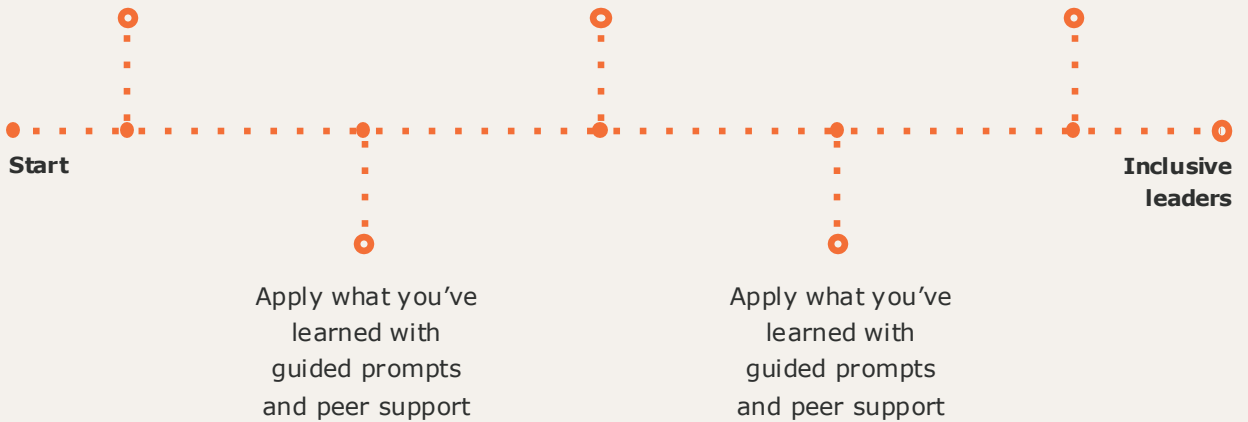 Start
Inclusive
leaders
Apply what you’ve
learned with
guided prompts
and peer support
Apply what you’ve
learned with
guided prompts
and peer support